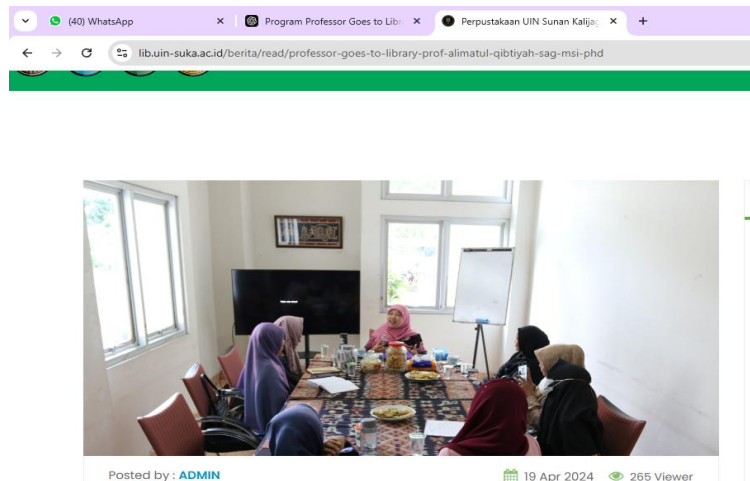 (40) WhatsApp
Program Professor Goes to Libr
Perpustakaan UIN Sunan Kalijag
lib.uin-suka.ac.id/berita/read/professor-goes-to-library-prof-alimatul-qibtiyah-sag-msi-phd
Posted by : ADMIN 19 Apr 2024 265 Viewer